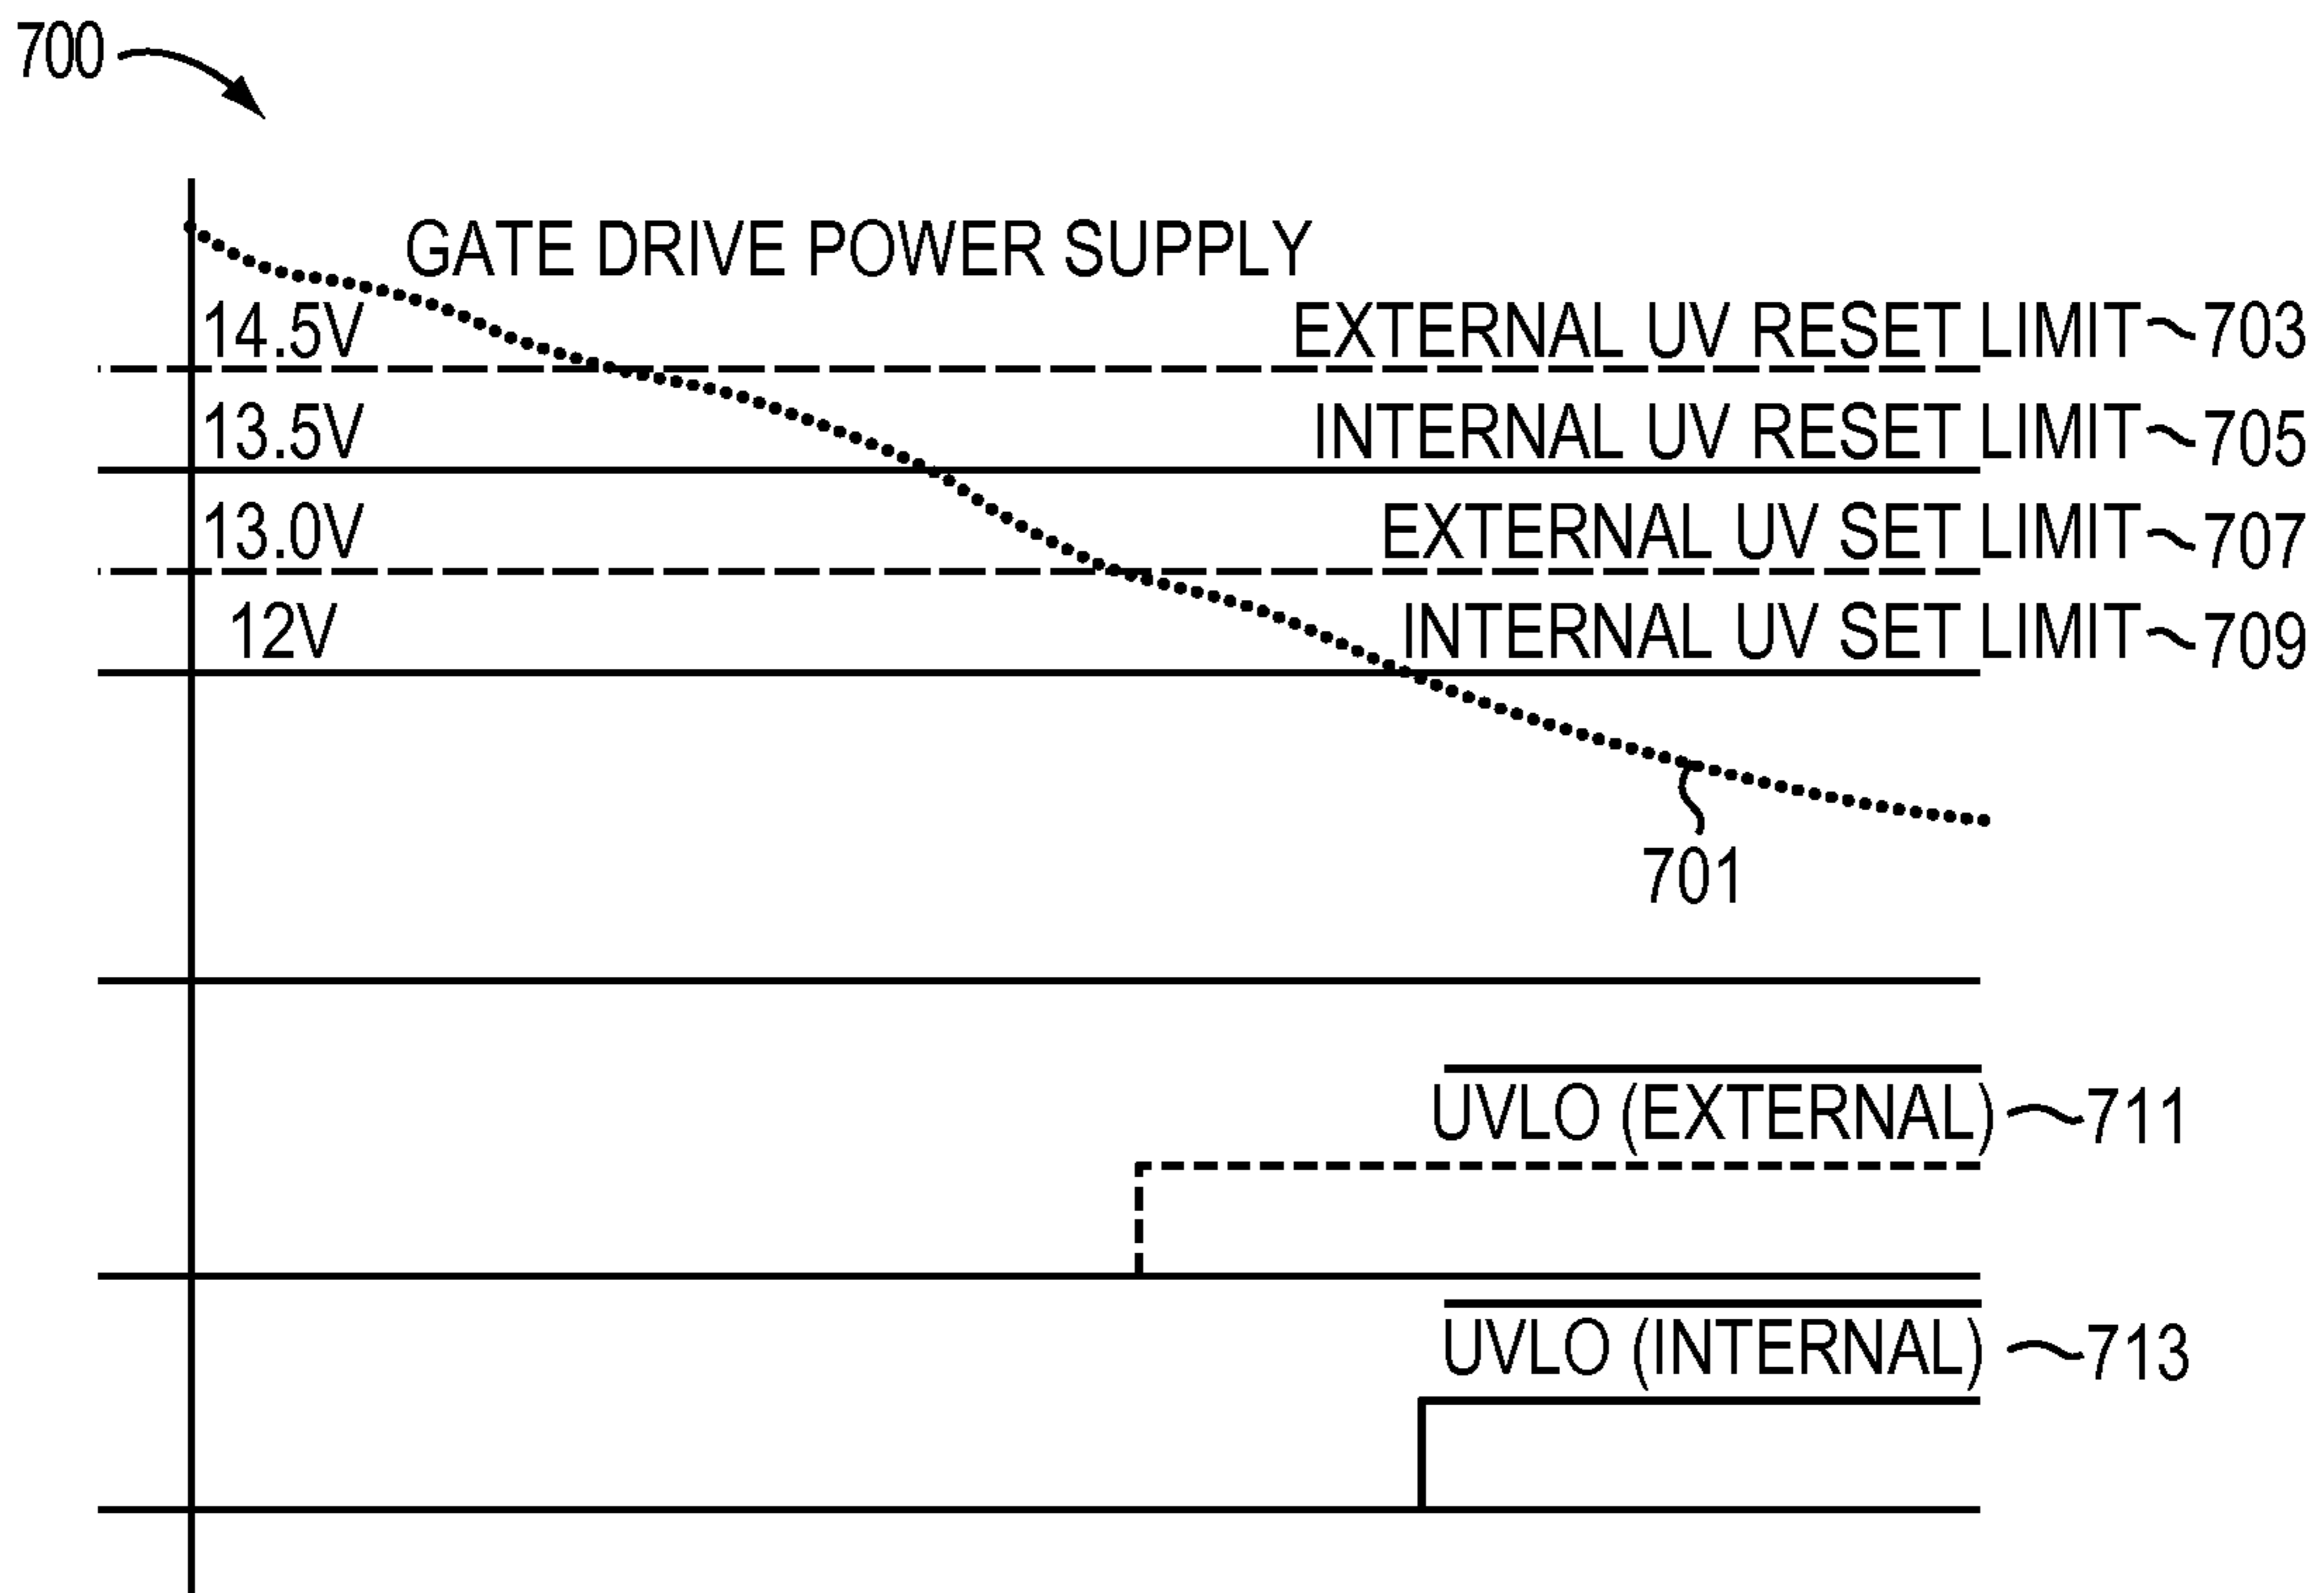 700
GATE DRIVE POWER SUPPLY
14.5V EXTERNAL UV RESET LIMIT 703
13.5V INTERNAL UV RESET LIMIT 705
13.0V EXTERNAL UV SET LIMIT 707
12V INTERNAL UV SET LIMIT 709
701
UVLO (EXTERNAL) 711
UVLO (INTERNAL) 713